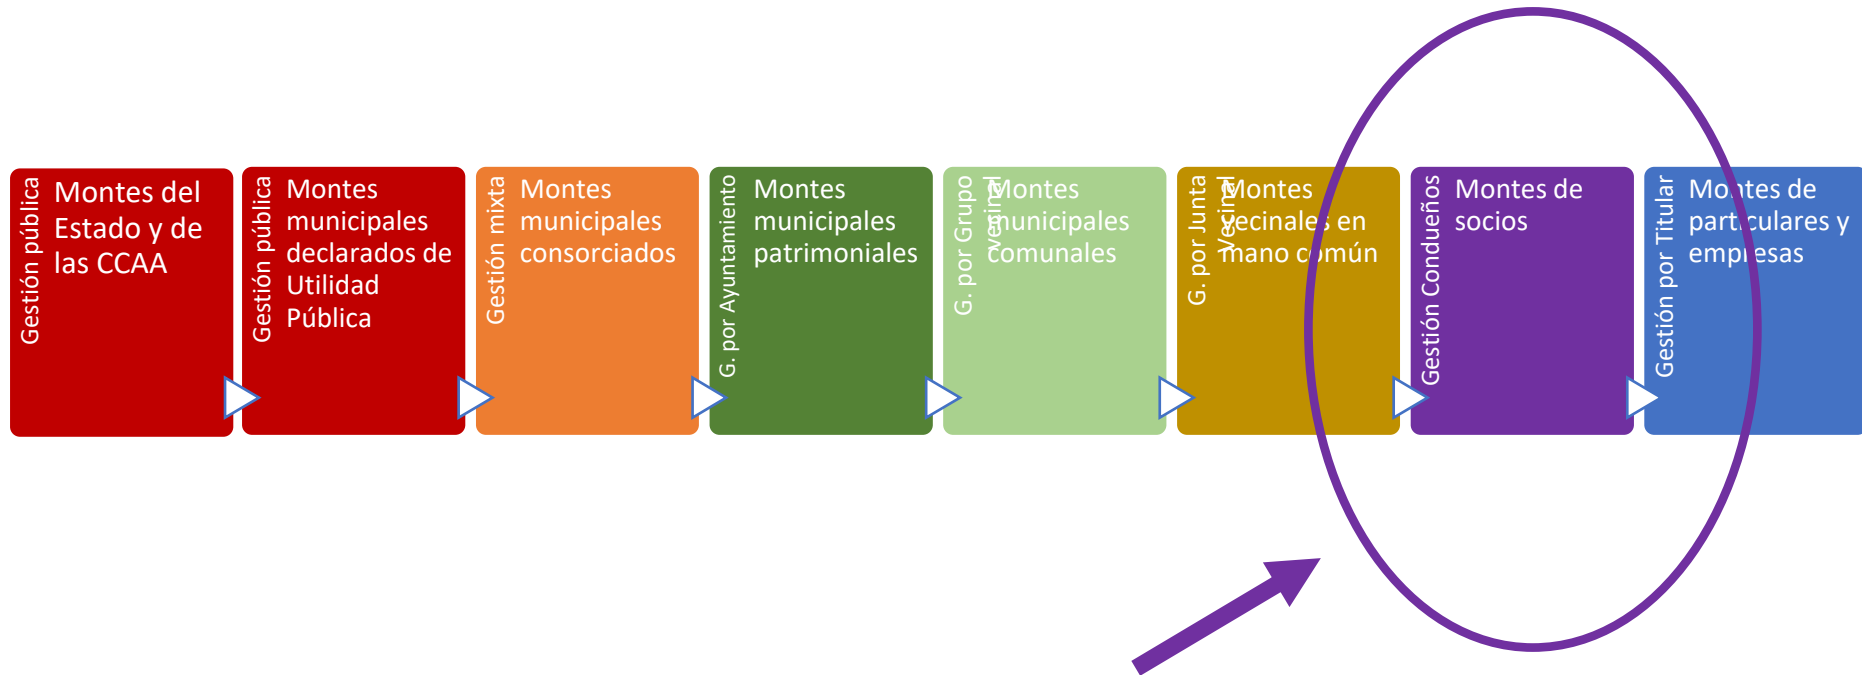 Gestión pública
Montes del
Estado y de
las CCAA
Gestión pública
Montes
municipales
declarados de
Utilidad
Pública
Gestión mixta
Montes
municipales
consorciados
G. por Ayuntamiento
Montes
municipales
patrimoniales
G. por Grupo
vecinal
Montes
municipales
comunales
G. por Junta
Vecinal
Montes
vecinales en
mano común
Gestión Condueños
Montes de
socios
Gestión por Titular
Montes de
particulares y
empresas